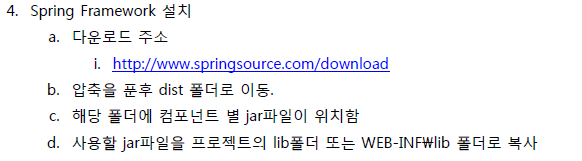 4. Spring Framework 설치
a. 다운로드 주소
i. http://www.springsource.com/download
b. 압축을 푼후 dist 폴더로 이동.
c. 해당 폴더에 컴포넌트 별 jar파일이 위치함
d. 사용할 jar파일을 프로젝트의 lib폴더 또는 WEB-INF₩lib 폴더로 복사